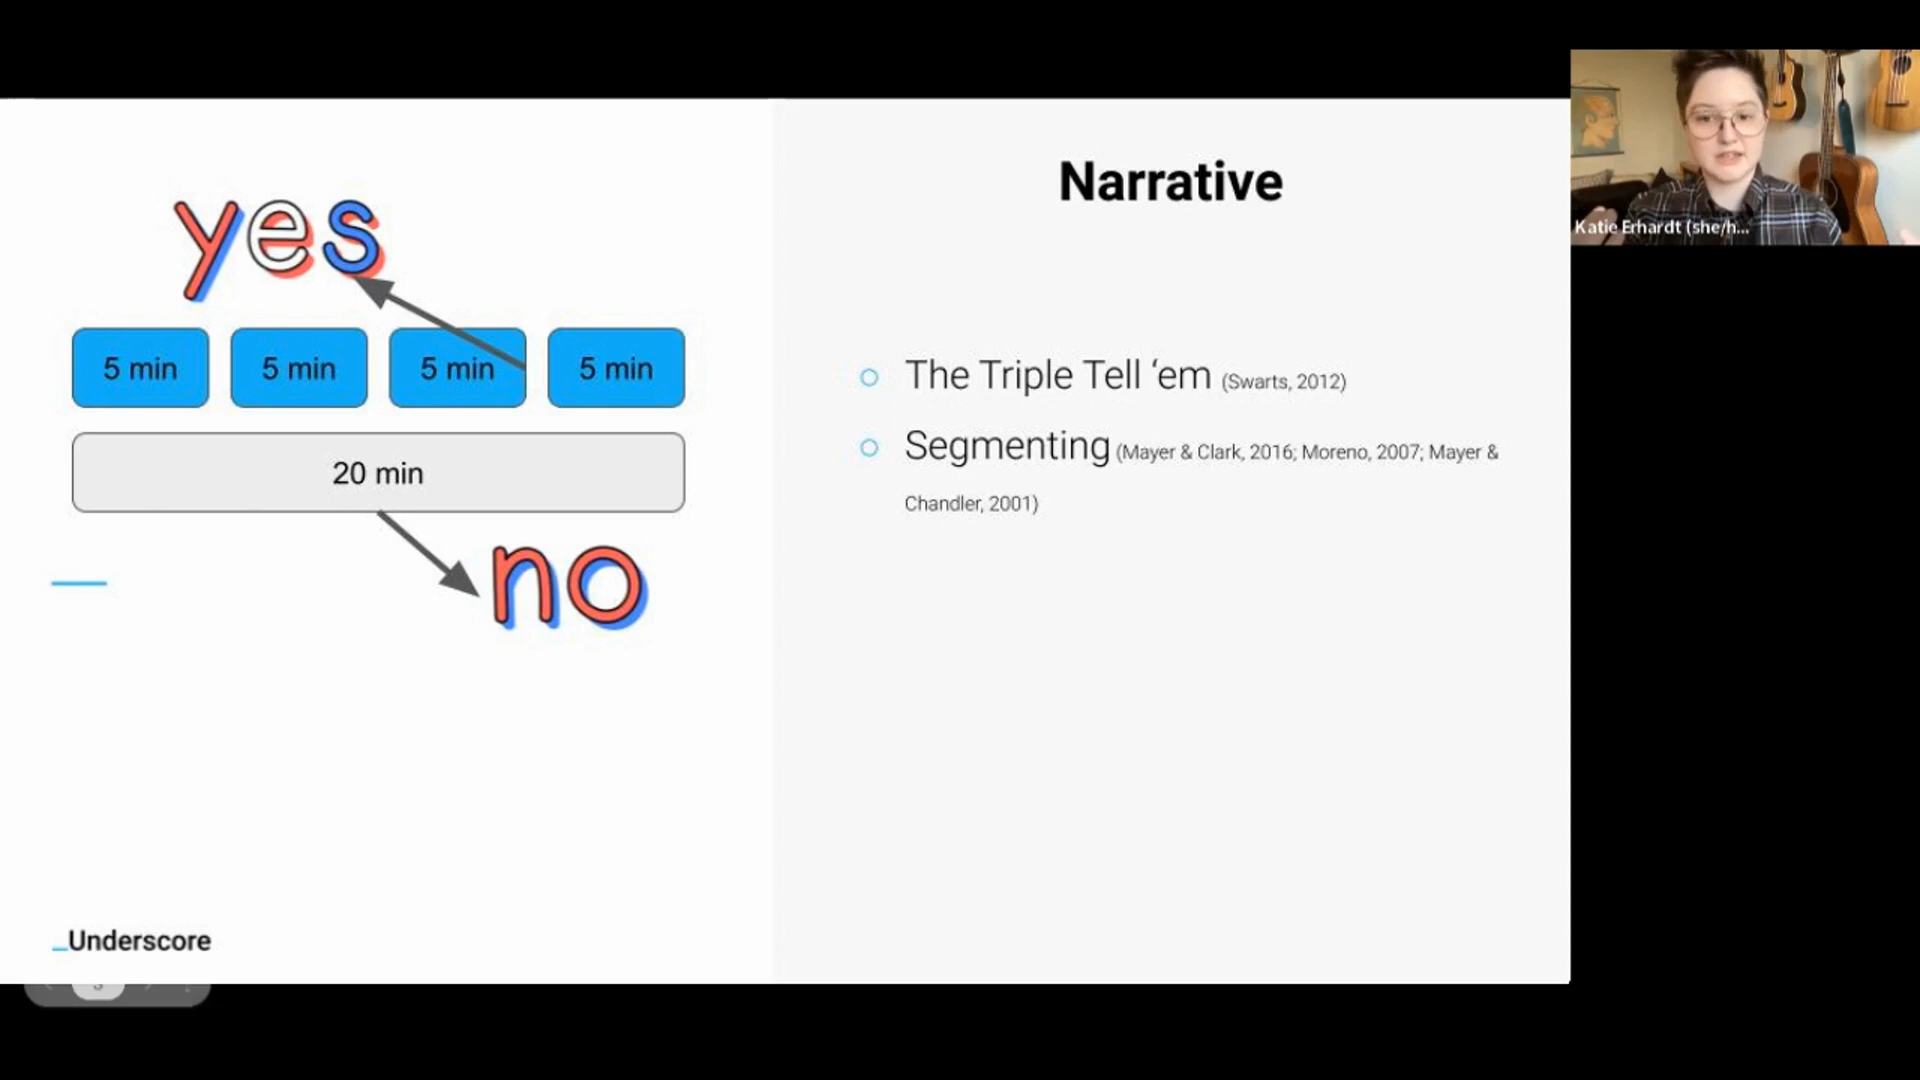 yes
5 min
5 min
5 min
5 min
20 min
no
_Underscore
Narrative
The Triple Tell ‘em (Swarts, 2012)
Segmenting (Mayer & Clark, 2016; Moreno, 2007; Mayer &
Chandler, 2001)
Katie Erhardt (she/h...